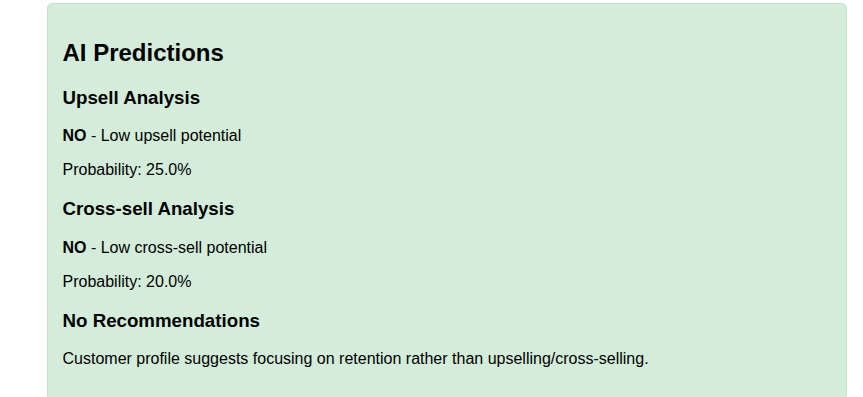 AI Predictions
Upsell Analysis
NO - Low upsell potential
Probability: 25.0%
Cross-sell Analysis
NO - Low cross-sell potential
Probability: 20.0%
No Recommendations
Customer profile suggests focusing on retention rather than upselling/cross-selling.